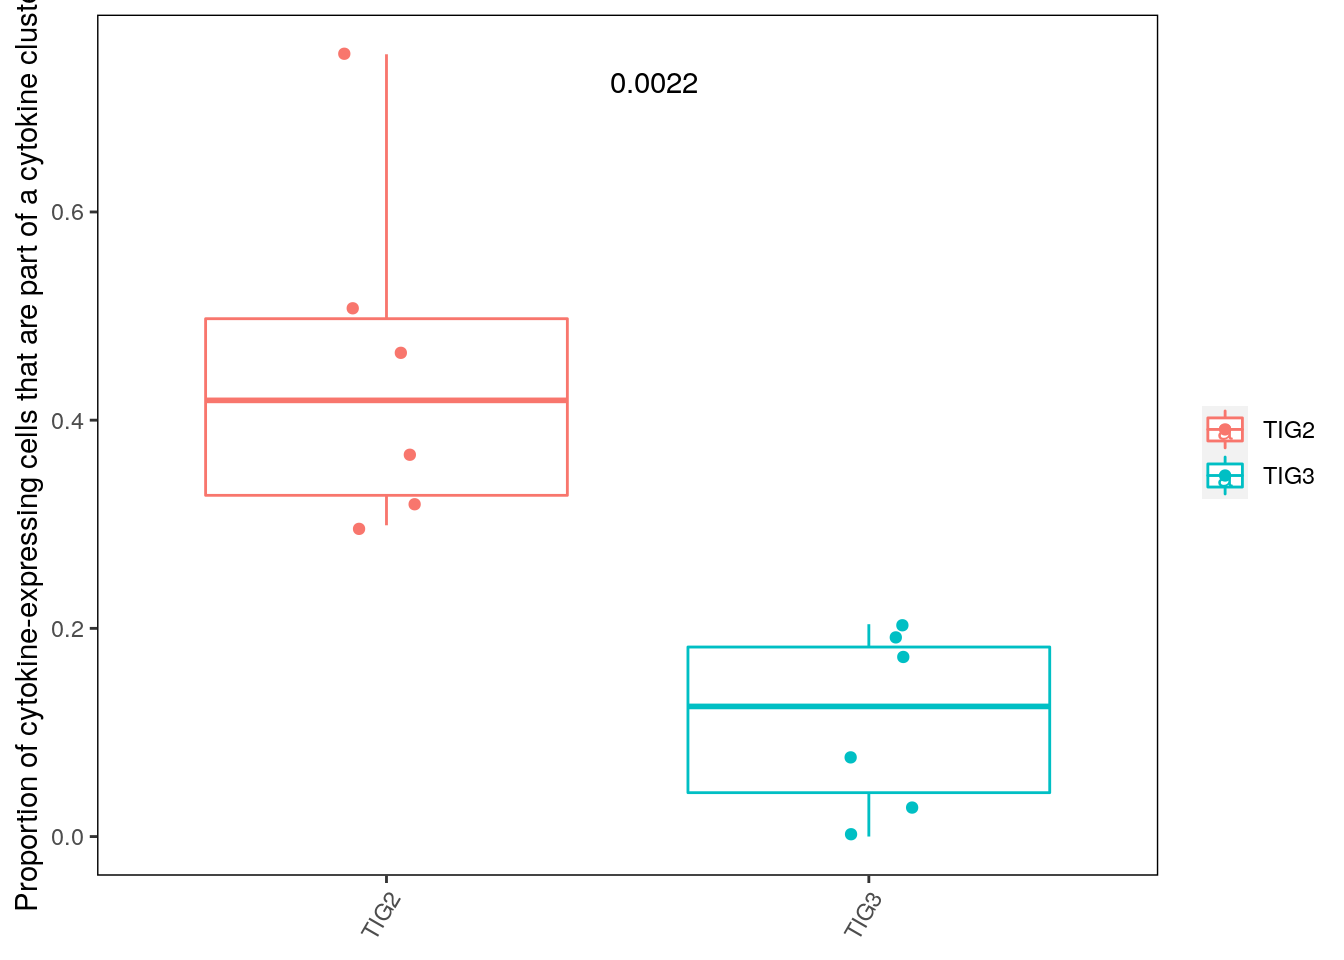 Proportion of cytokine-expressing cells that are part of a cytokine
0.0022
0.6
0.4
0.2
0.0
TIG2
TIG3
TIG2
TIG3